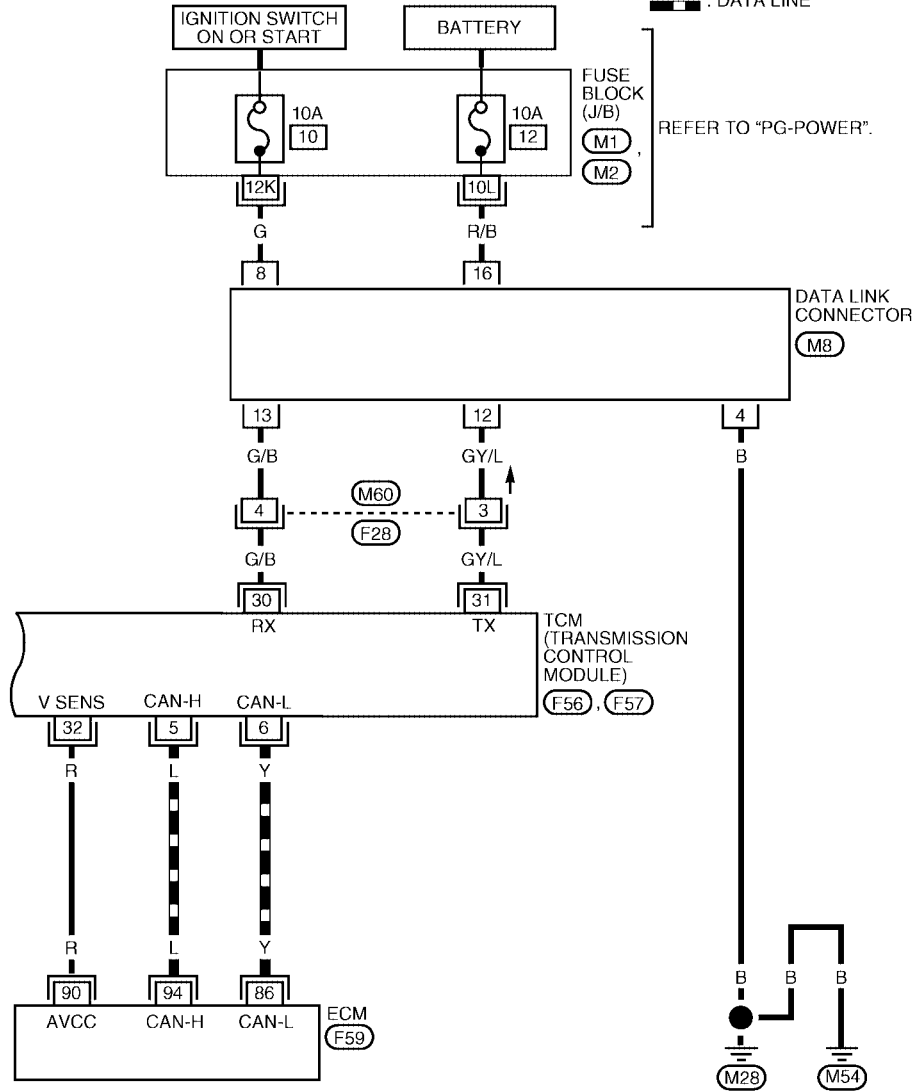 : DATA LINE
IGNITION SWITCH
ON OR START
BATTERY
FUSE
BLOCK
(J/B)
M1
,
M2
REFER TO "PG-POWER".
10A
10
10A
12
12K
10L
G
R/B
8
16
DATA LINK
CONNECTOR
M8
13
12
4
G/B
GY/L
B
M60
4
3
F28
G/B
GY/L
30
31
RX
TX
TCM
(TRANSMISSION
CONTROL
MODULE)
F56 , F57
V SENS
CAN-H
CAN-L
32
5
6
R
L
Y
R
L
Y
B
B
B
90
94
86
AVCC
CAN-H
CAN-L
ECM
F59
M28
M54